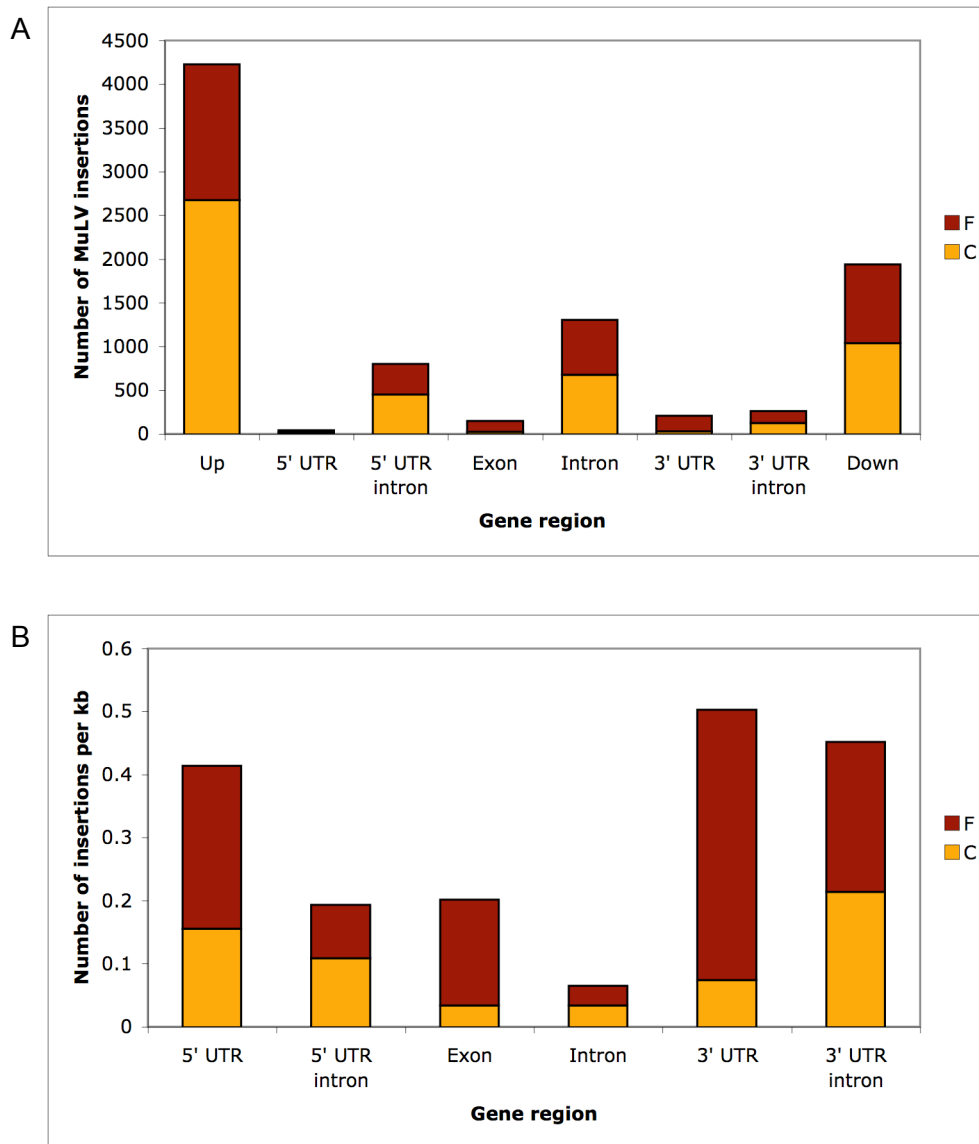 A
4500
4000
3500
3000
2500
2000
1500
1000
500
0
Number of MuLV insertions
Up
5' UTR
5' UTR
intron
Exon
Intron
3' UTR
3' UTR
intron
Down
Gene region
F
C
B
0.6
0.5
0.4
0.3
0.2
0.1
0
Number of insertions per kb
5' UTR
5' UTR
intron
Exon
Intron
3' UTR
3' UTR
intron
Gene region
F
C